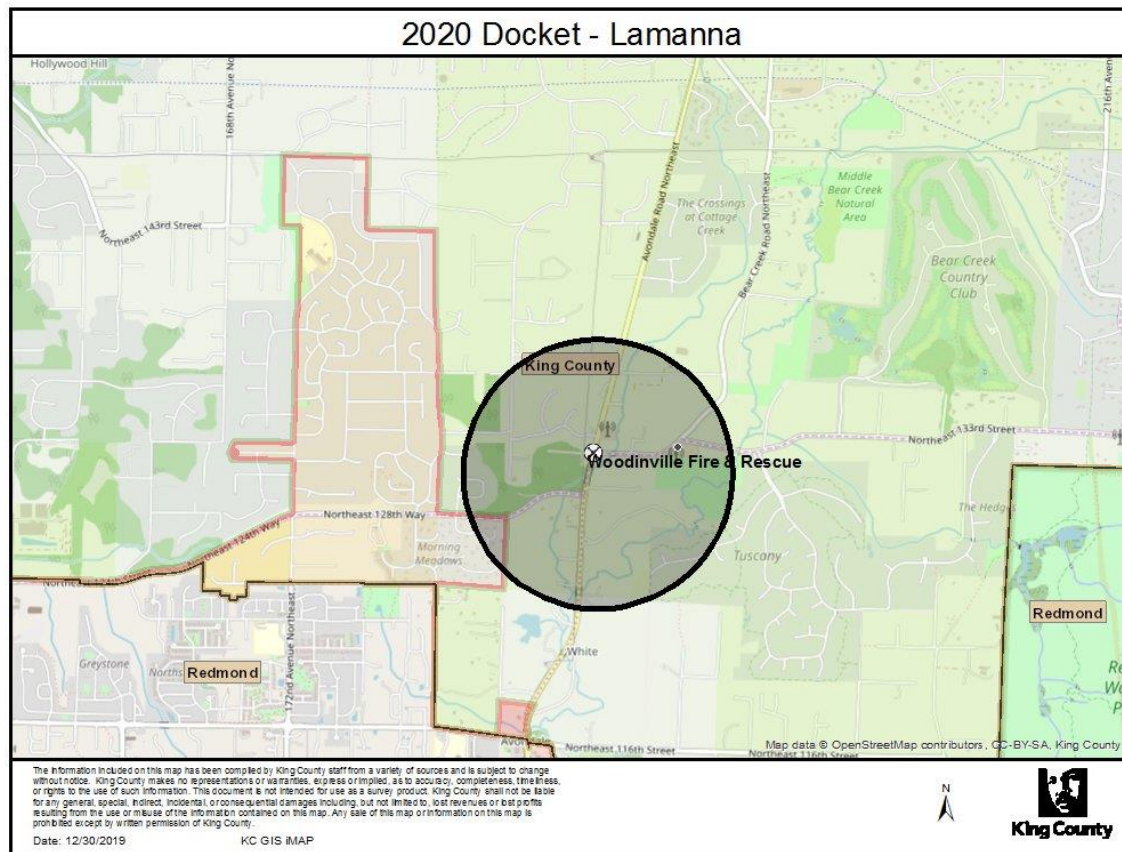 2020 Docket - Lamanna
Hollywood Hill
168th Avenue No
216th Aven
Northeast 143rd Street
Avondale Road Northeast
Bear Creek Road Northeast
The Crossings
at Cottage
Creek
Middle
Bear Creek
Natural
Area
Bear Creek
Country
Club
King County
Northeast 133rd Street
Woodinville Fire & Rescue
Northeast 128th Way
The Hedges
theast 124th Way
Morning
Meadows
Tuscany
Redmond
Greystone
Norths
172nd Avenue Northeast
Redmond
White
Northeast 116th Street
Map data © OpenStreetMap contributors, CC-BY-SA, King County
The information included on this map has been compiled by King County staff from a variety of sources and is subject to change
without notice. King County makes no representations or warranties, express or implied, as to accuracy, completeness, timeliness,
or rights to the use of such information. This document is not intended for use as a survey product. King County shall not be liable
for any general, special, indirect, incidental, or consequential damages including, but not limited to, lost revenues or lost profits
resulting from the use or misuse of the information contained on this map. Any sale of this map or information on this map is
prohibited except by written permission of King County.
Date: 12/30/2019 KC GIS iMAP
N
King County